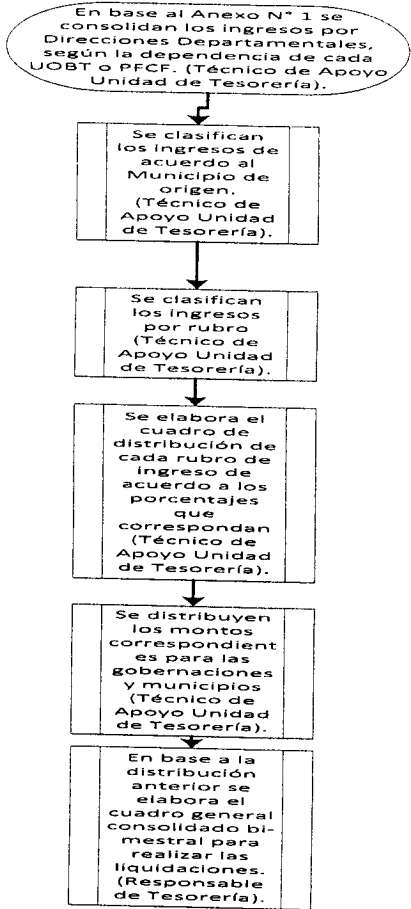 En base al Anexo N° 1 se
consolidan los ingresos por
Direcciones Departamentales,
según la dependencia de cada
UOBT o PFCF. (Técnico de Apoyo
Unidad de Tesorería).
Se clasifican
los ingresos de
acuerdo al
Municipio de
origen.
(Técnico de
Apoyo Unidad
de Tesorería).
Se clasifican
los ingresos
por rubro
(Técnico de
Apoyo Unidad
de Tesorería).
Se elabora el
cuadro de
distribución de
cada rubro de
ingreso de
acuerdo a los
porcentajes
que
correspondan
(Técnico de
Apoyo Unidad
de Tesorería).
Se distribuyen
los montos
correspondient
es para las
gobernaciones
y municipios
(Técnico de
Apoyo Unidad
de Tesorería).
En base a la
distribución
anterior se
elabora el
cuadro general
consolidado bi-
mestral para
realizar las
liquidaciones.
(Responsable
de Tesorería).